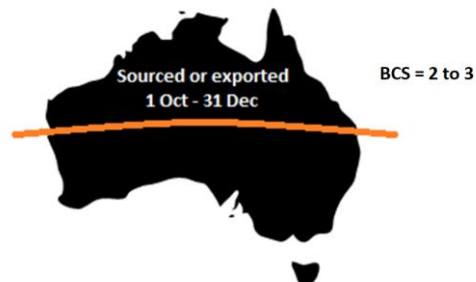 Sourced or exported
1 Oct - 31 Dec
BCS = 2 to 3